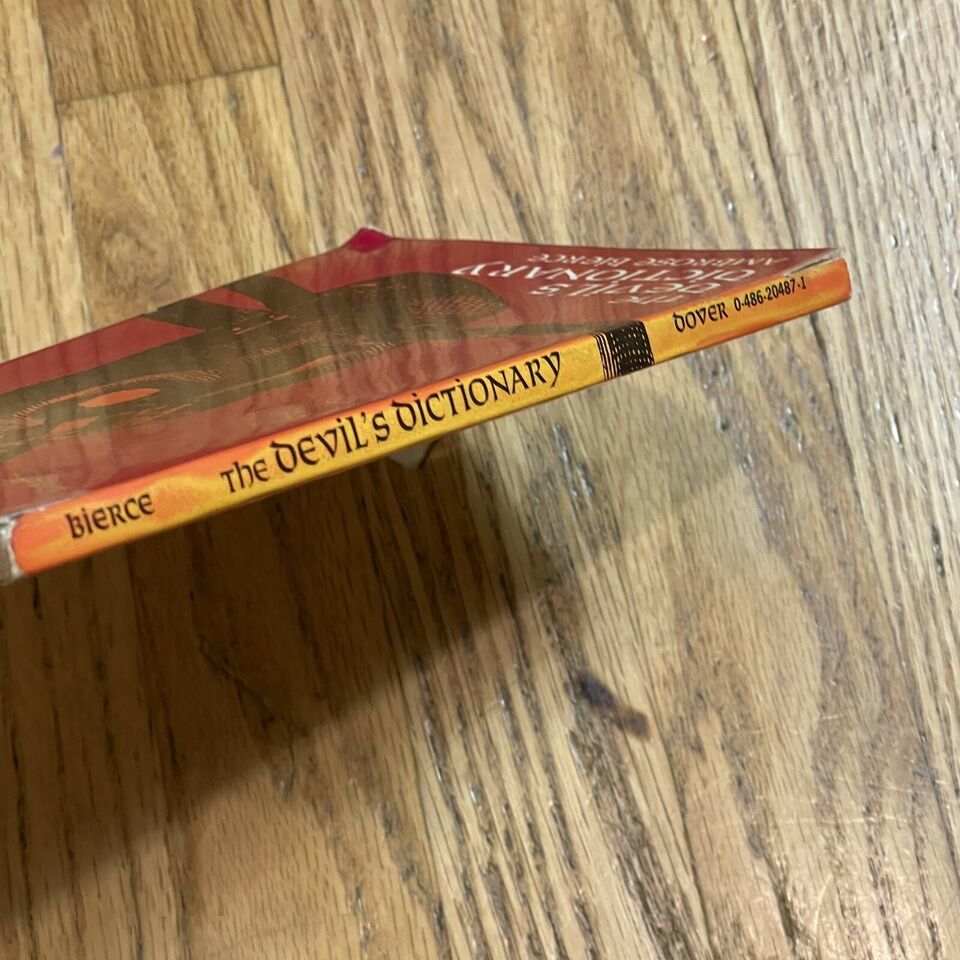 THE
DEVIL'S
DICTIONARY
AMBROSE BIERCE
BIERCE THE DEVIL'S DICTIONARY DOVER 0-486-20487-1